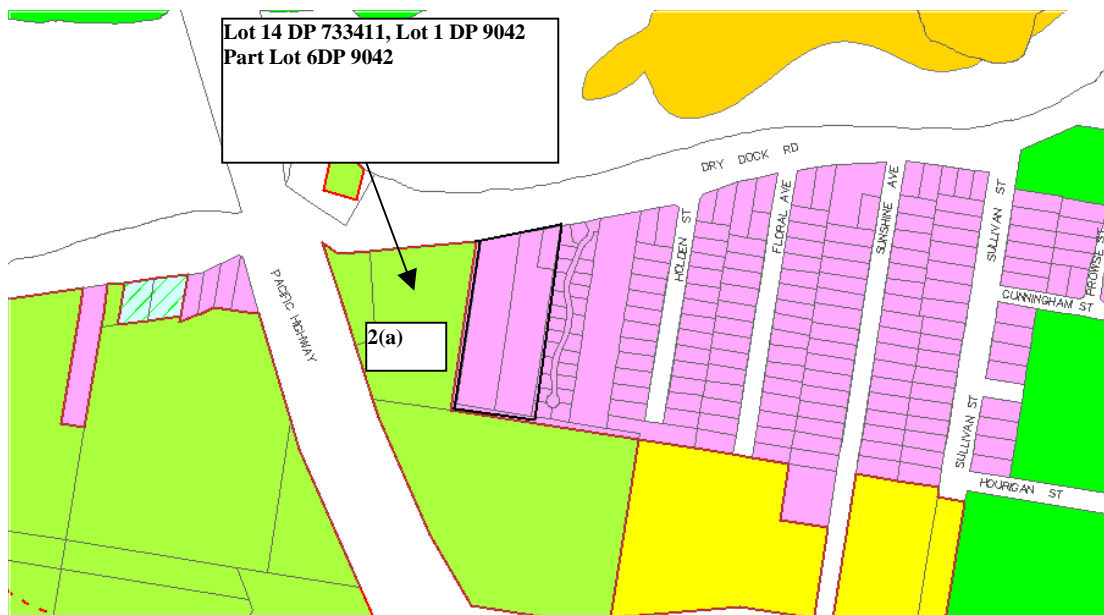 Lot 14 DP 733411, Lot 1 DP 9042
Part Lot 6DP 9042
DRY DOCK RD
HOLDEN ST
FLORAL AVE
SUNSHINE AVE
SULLIVAN ST
PROWSE ST
CUNNINGHAM ST
PACIFIC HIGHWAY
2(a)
SULLIVAN ST
HOURIGAN ST